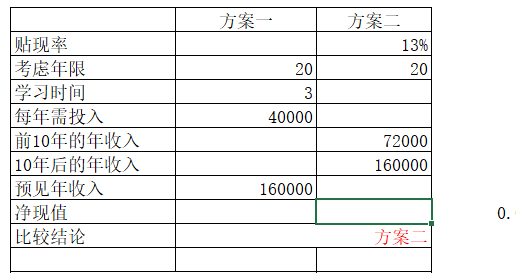 方案一 方案二
贴现率 13%
考虑年限 20 20
学习时间 3
每年需投入 40000
前10年的年收入 72000
10年后的年收入 160000
预见年收入 160000
净现值 0.
比较结论 方案二